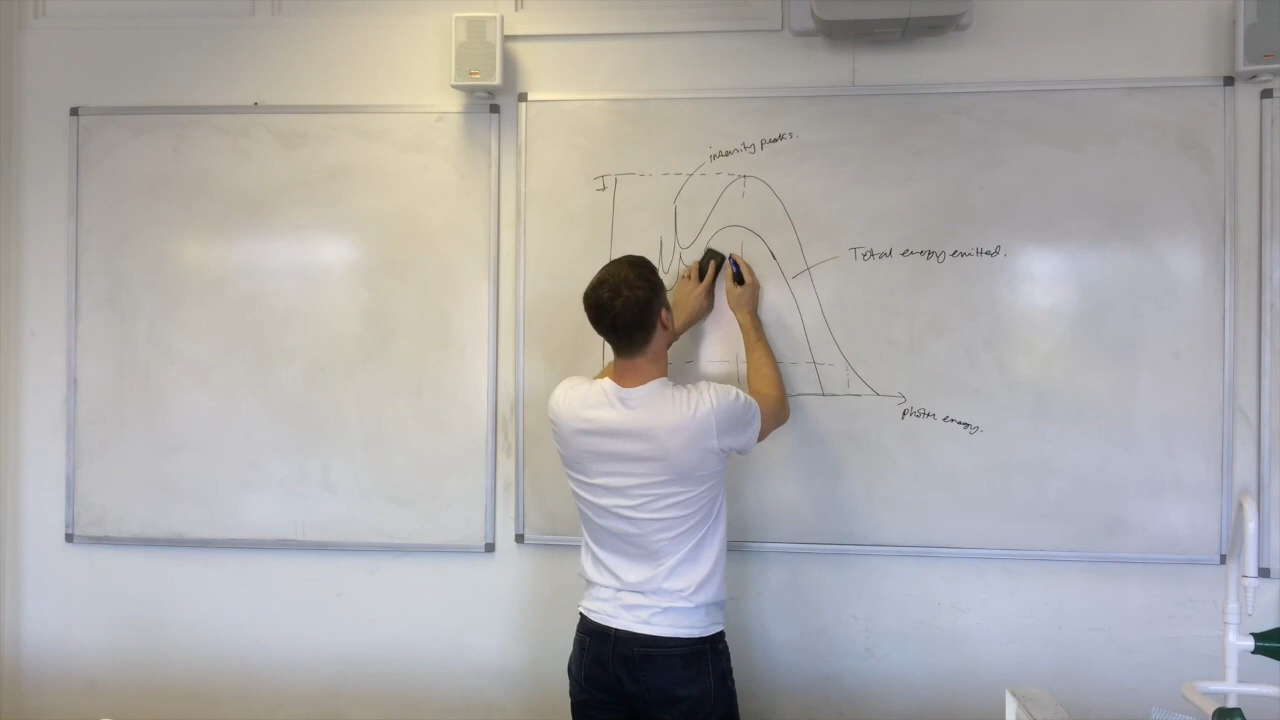 intensity peaks.
I
Total energy emitted.
photon energy.